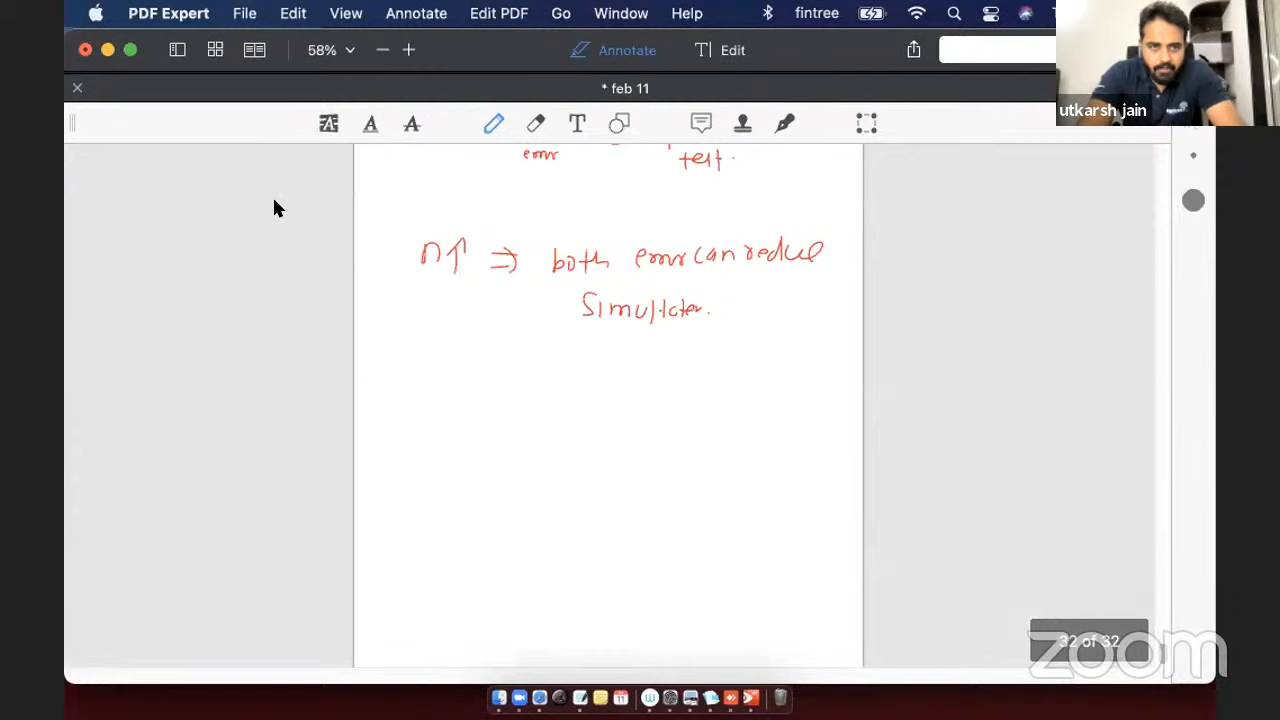 PDF Expert File Edit View Annotate Edit PDF Go Window Help fintree
58% Annotate Edit
utkarsh jain
* feb 11
error
test.
n↑ ⇒ both error can reduce
Simultaten.
32 of 32
zoom